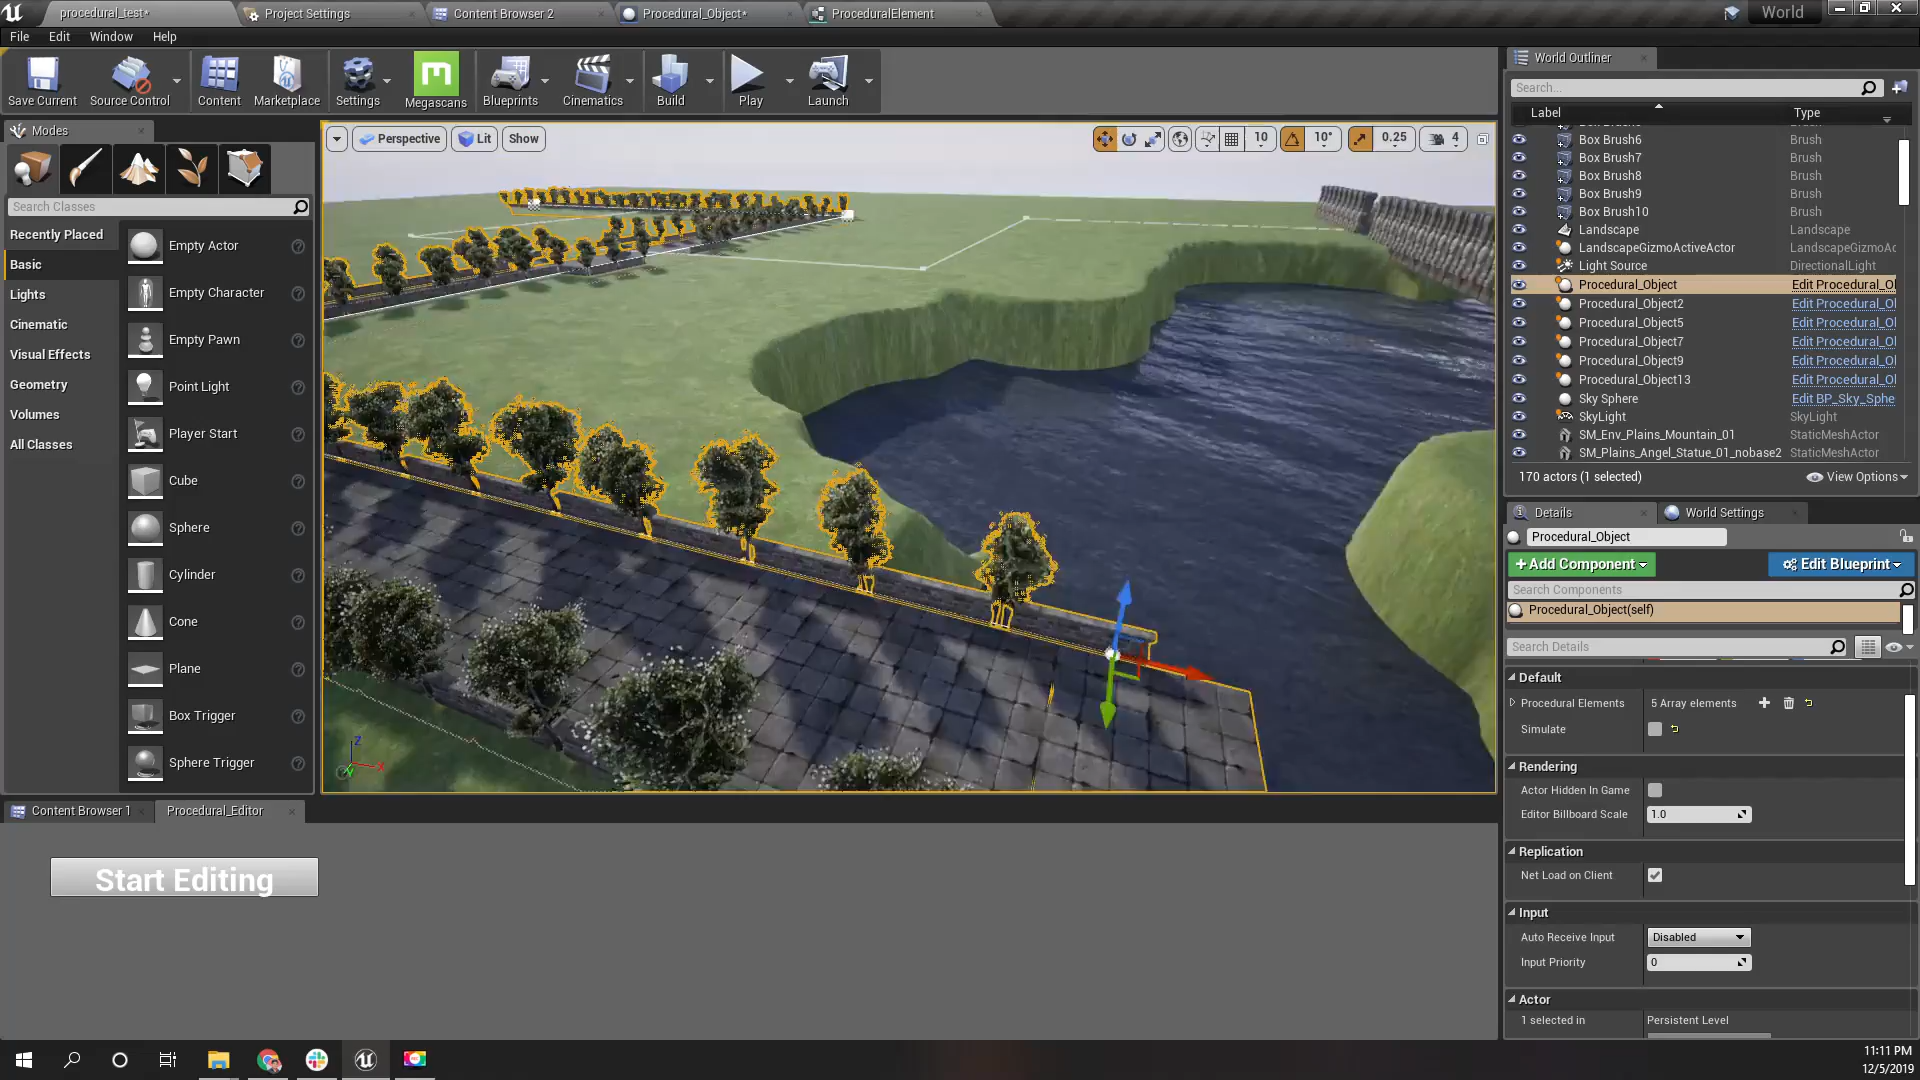 procedural_test*
Project Settings
Content Browser 2
Procedural_Object*
ProceduralElement
World
File
Edit
Window
Help
Save Current
Source Control
Content
Marketplace
Settings
Megascans
Blueprints
Cinematics
Build
Play
Launch
Modes
Search Classes
Recently Placed
Basic
Lights
Cinematic
Visual Effects
Geometry
Volumes
All Classes
Empty Actor
Empty Character
Empty Pawn
Point Light
Player Start
Cube
Sphere
Cylinder
Cone
Plane
Box Trigger
Sphere Trigger
Perspective
Lit
Show
10
10°
0.25
4
Z
X
Y
World Outliner
Search...
Label
Type
Box Brush6
Brush
Box Brush7
Brush
Box Brush8
Brush
Box Brush9
Brush
Box Brush10
Brush
Landscape
Landscape
LandscapeGizmoActiveActor
LandscapeGizmoAc
Light Source
DirectionalLight
Procedural_Object
Edit Procedural_Ol
Procedural_Object2
Edit Procedural_Ol
Procedural_Object5
Edit Procedural_Ol
Procedural_Object7
Edit Procedural_Ol
Procedural_Object9
Edit Procedural_Ol
Procedural_Object13
Edit Procedural_Ol
Sky Sphere
Edit BP_Sky_Sphe
SkyLight
SkyLight
SM_Env_Plains_Mountain_01
StaticMeshActor
SM_Plains_Angel_Statue_01_nobase2
StaticMeshActor
170 actors (1 selected)
View Options
Details
World Settings
Procedural_Object
+Add Component
Edit Blueprint
Search Components
Procedural_Object(self)
Search Details
Default
Procedural Elements
5 Array elements
Simulate
Rendering
Actor Hidden In Game
Editor Billboard Scale
1.0
Replication
Net Load on Client
Input
Auto Receive Input
Disabled
Input Priority
0
Actor
1 selected in
Persistent Level
Content Browser 1
Procedural_Editor
Start Editing
11:11 PM
12/5/2019